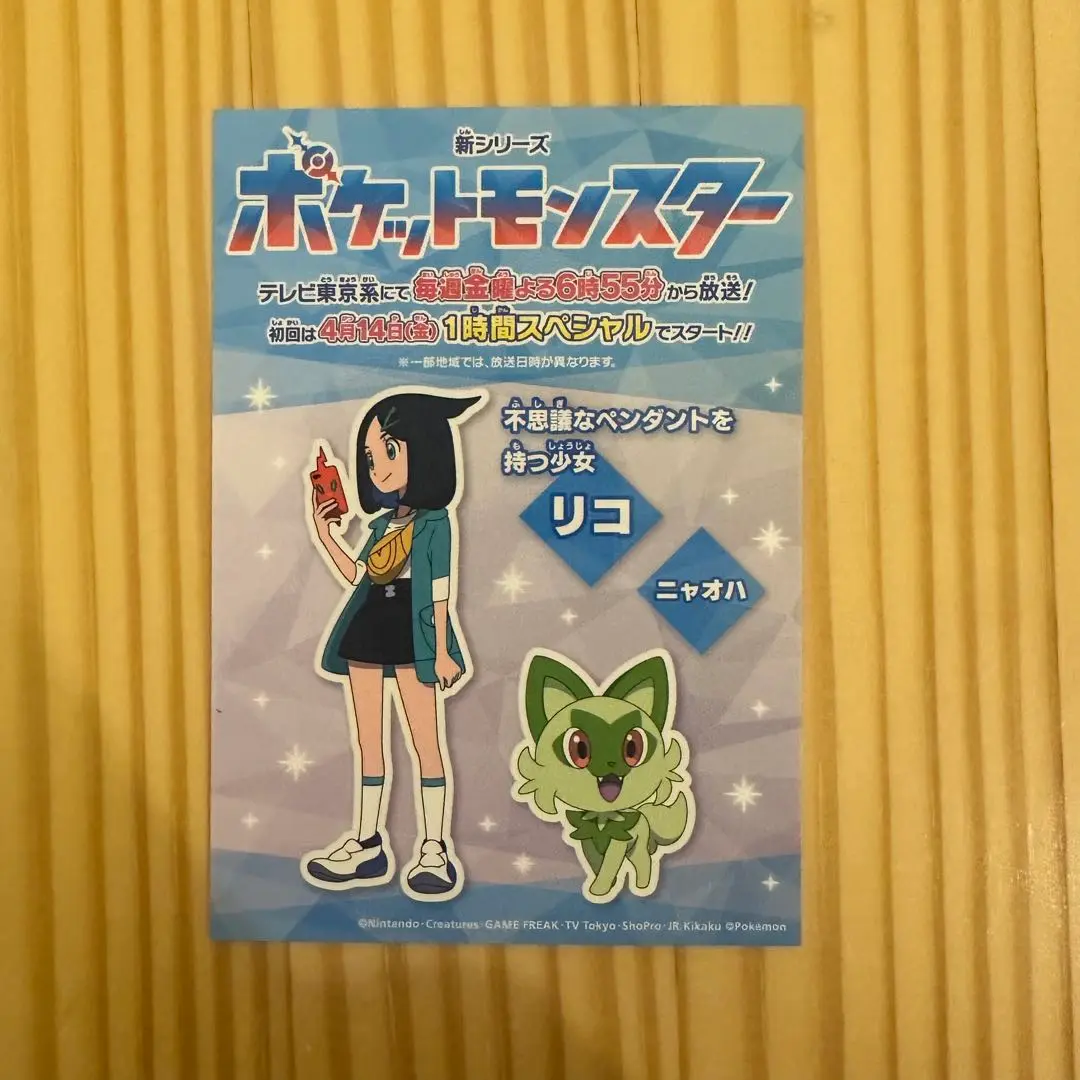 新シリーズ
ポケットモンスター
テレビ東京系にて毎週金曜よる6時55分から放送!
初回は4月14日(金)1時間スペシャルでスタート!!
※一部地域では、放送日時が異なります。
不思議なペンダントを
持つ少女
リコ
ニャオハ
©Nintendo・Creatures・GAME FREAK・TV Tokyo・ShoPro・JR Kikaku ©Pokémon